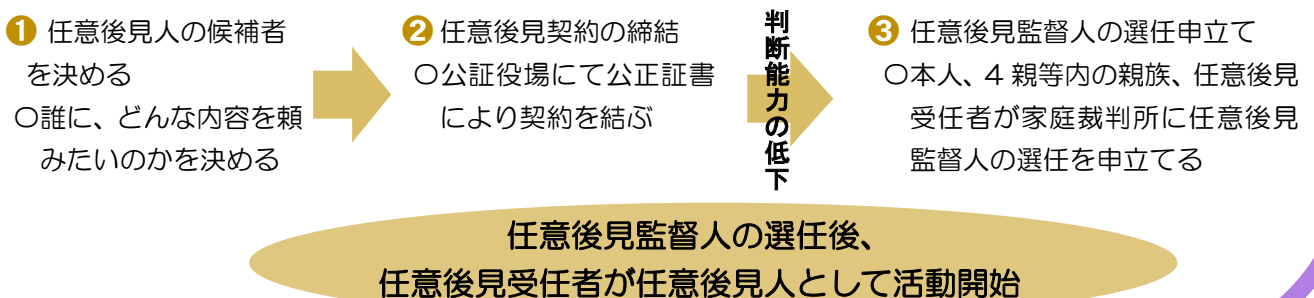 ❶ 任意後見人の候補者
を決める
○誰に、どんな内容を頼
みたいのかを決める
❷ 任意後見契約の締結
○公証役場にて公正証書
により契約を結ぶ
判断能力の低下
❸ 任意後見監督人の選任申立て
○本人、4 親等内の親族、任意後見
受任者が家庭裁判所に任意後見
監督人の選任を申立てる
任意後見監督人の選任後、
任意後見受任者が任意後見人として活動開始